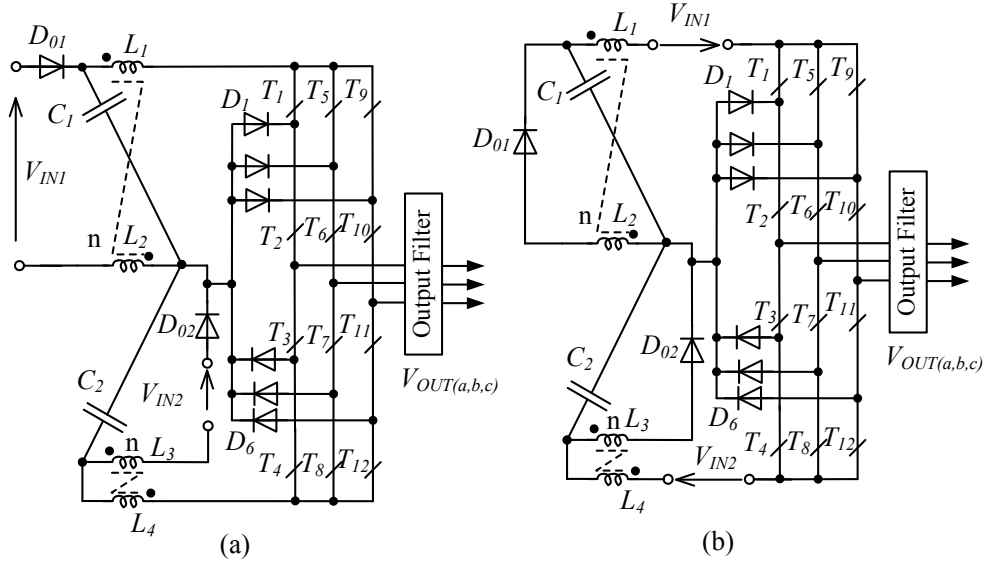 D01
L1
VIN1
C1
n
L2
D02
VIN2
C2
n
L3
L4
D1
T1
T5
T9
T2
T6
T10
T3
T7
T11
D6
T4
T8
T12
Output Filter
VOUT(a,b,c)
(a)
L1
VIN1
C1
D01
n
L2
D02
C2
n
L3
VIN2
L4
D1
T1
T5
T9
T2
T6
T10
T3
T7
T11
D6
T4
T8
T12
Output Filter
VOUT(a,b,c)
(b)